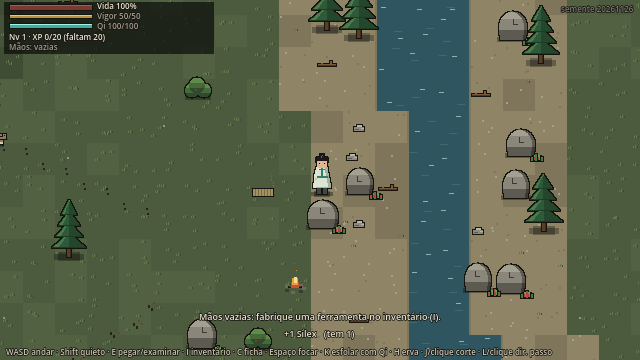 Vida 100%
Vigor 50/50
Qi 100/100
Nv 1 · XP 0/20 (faltam 20)
Mãos: vazias
semente 20261126
Mãos vazias: fabrique uma ferramenta no inventário (I).
+1 Sílex (tem 1)
WASD andar · Shift quieto · E pegar/examinar · I inventário · C ficha · Espaço focar · K esfolar com Qi · H erva · J/clique corte · L/clique dir. passo